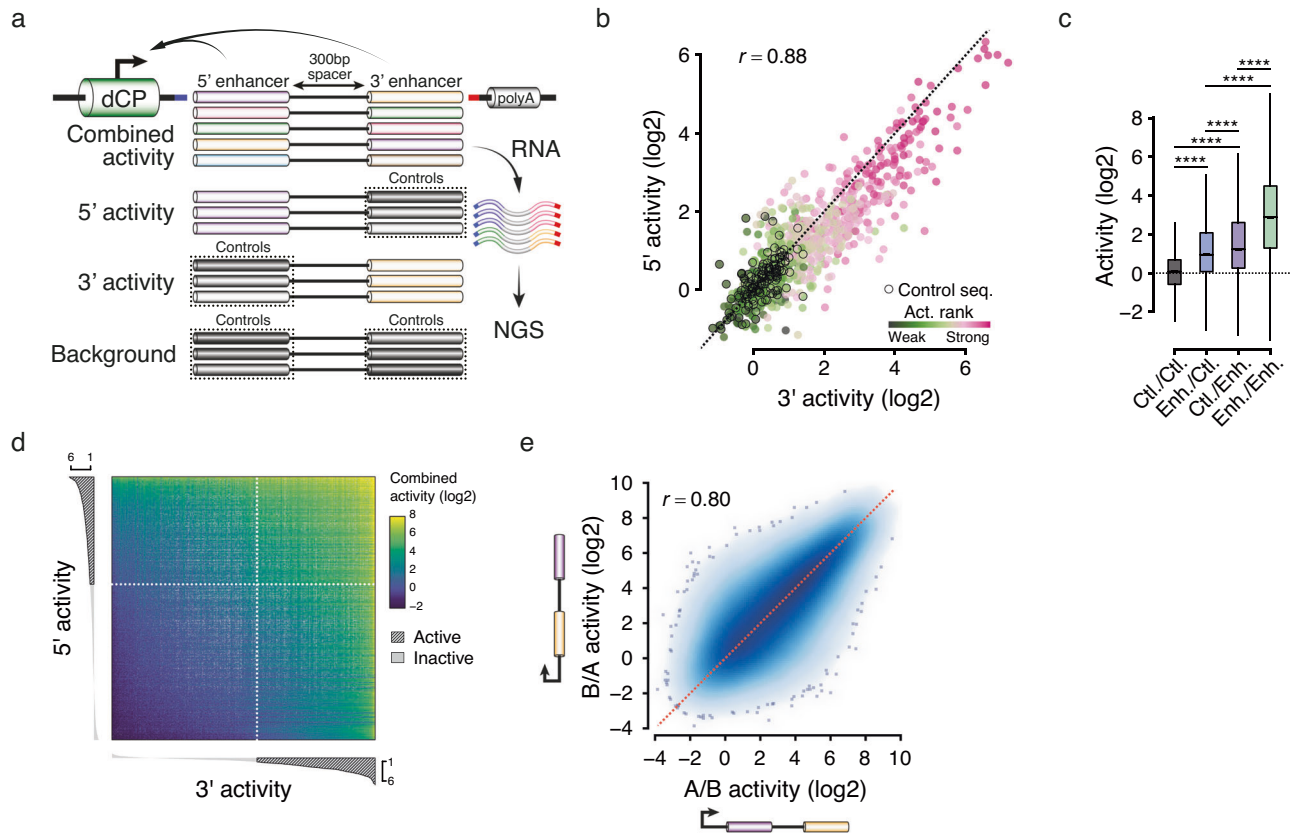 a
300bp
spacer
5' enhancer
3' enhancer
dCP
polyA
Combined
activity
RNA
Controls
5' activity
Controls
3' activity
NGS
Controls
Controls
Background
b
r = 0.88
5' activity (log2)
6
4
2
0
Control seq.
Act. rank
Weak
Strong
0 2 4 6
3' activity (log2)
c
****
****
****
****
****
Activity (log2)
8
6
4
2
0
−2
Ctl./Ctl.
Enh./Ctl.
Ctl./Enh.
Enh./Enh.
d
6 1
5' activity
Combined
activity (log2)
8
6
4
2
0
−2
Active
Inactive
1
6
3' activity
e
r = 0.80
B/A activity (log2)
10
8
6
4
2
0
−2
−4
−4 −2 0 2 4 6 8 10
A/B activity (log2)